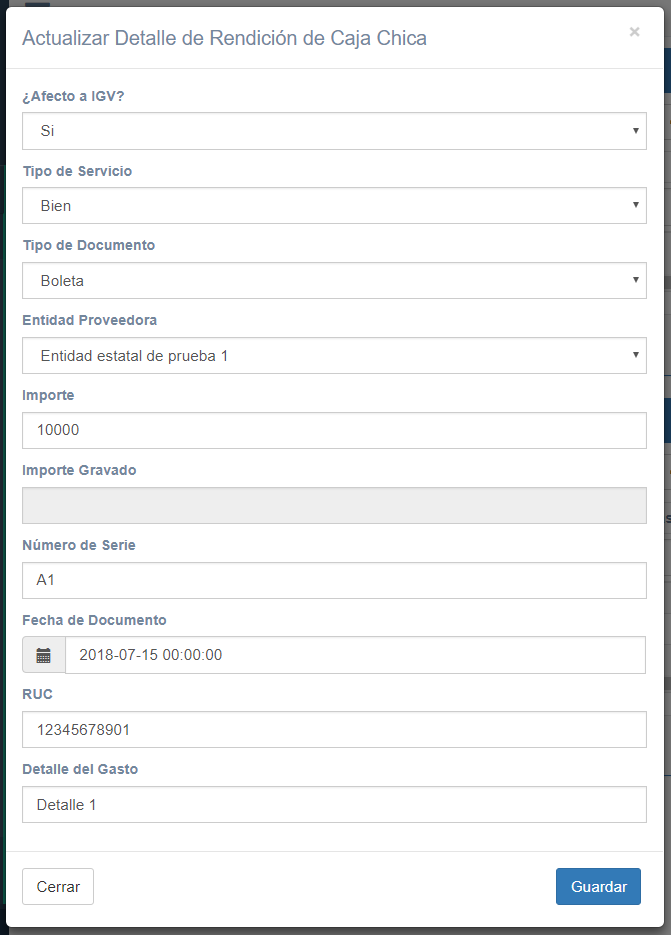 Actualizar Detalle de Rendición de Caja Chica
×
¿Afecto a IGV?
Si
Tipo de Servicio
Bien
Tipo de Documento
Boleta
Entidad Proveedora
Entidad estatal de prueba 1
Importe
10000
Importe Gravado
Número de Serie
A1
Fecha de Documento
2018-07-15 00:00:00
RUC
12345678901
Detalle del Gasto
Detalle 1
Cerrar
Guardar